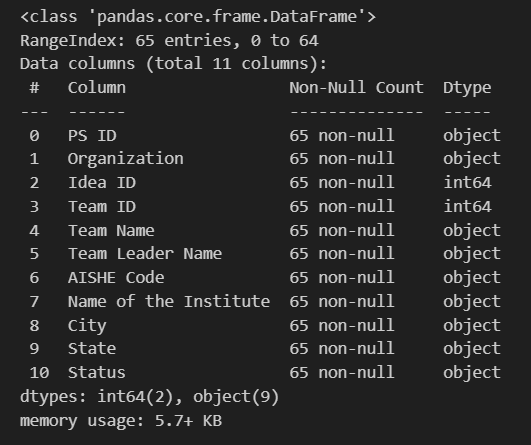 <class 'pandas.core.frame.DataFrame'>
RangeIndex: 65 entries, 0 to 64
Data columns (total 11 columns):
 #   Column                 Non-Null Count  Dtype
---  ------                 --------------  -----
 0   PS ID                  65 non-null     object
 1   Organization           65 non-null     object
 2   Idea ID                65 non-null     int64
 3   Team ID                65 non-null     int64
 4   Team Name              65 non-null     object
 5   Team Leader Name       65 non-null     object
 6   AISHE Code             65 non-null     object
 7   Name of the Institute  65 non-null     object
 8   City                   65 non-null     object
 9   State                  65 non-null     object
 10  Status                 65 non-null     object
dtypes: int64(2), object(9)
memory usage: 5.7+ KB